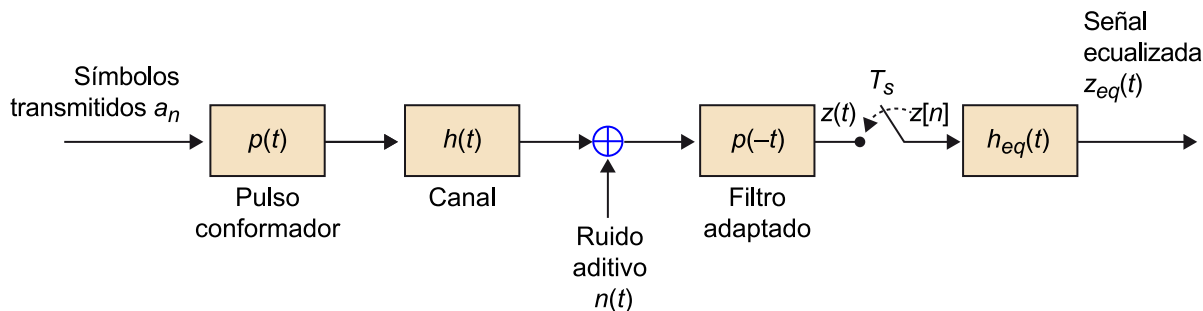 Símbolos
transmitidos an
p(t)
Pulso
conformador
h(t)
Canal
Ruido
aditivo
n(t)
p(–t)
Filtro
adaptado
z(t)
Ts
z[n]
heq(t)
Señal
ecualizada
zeq(t)